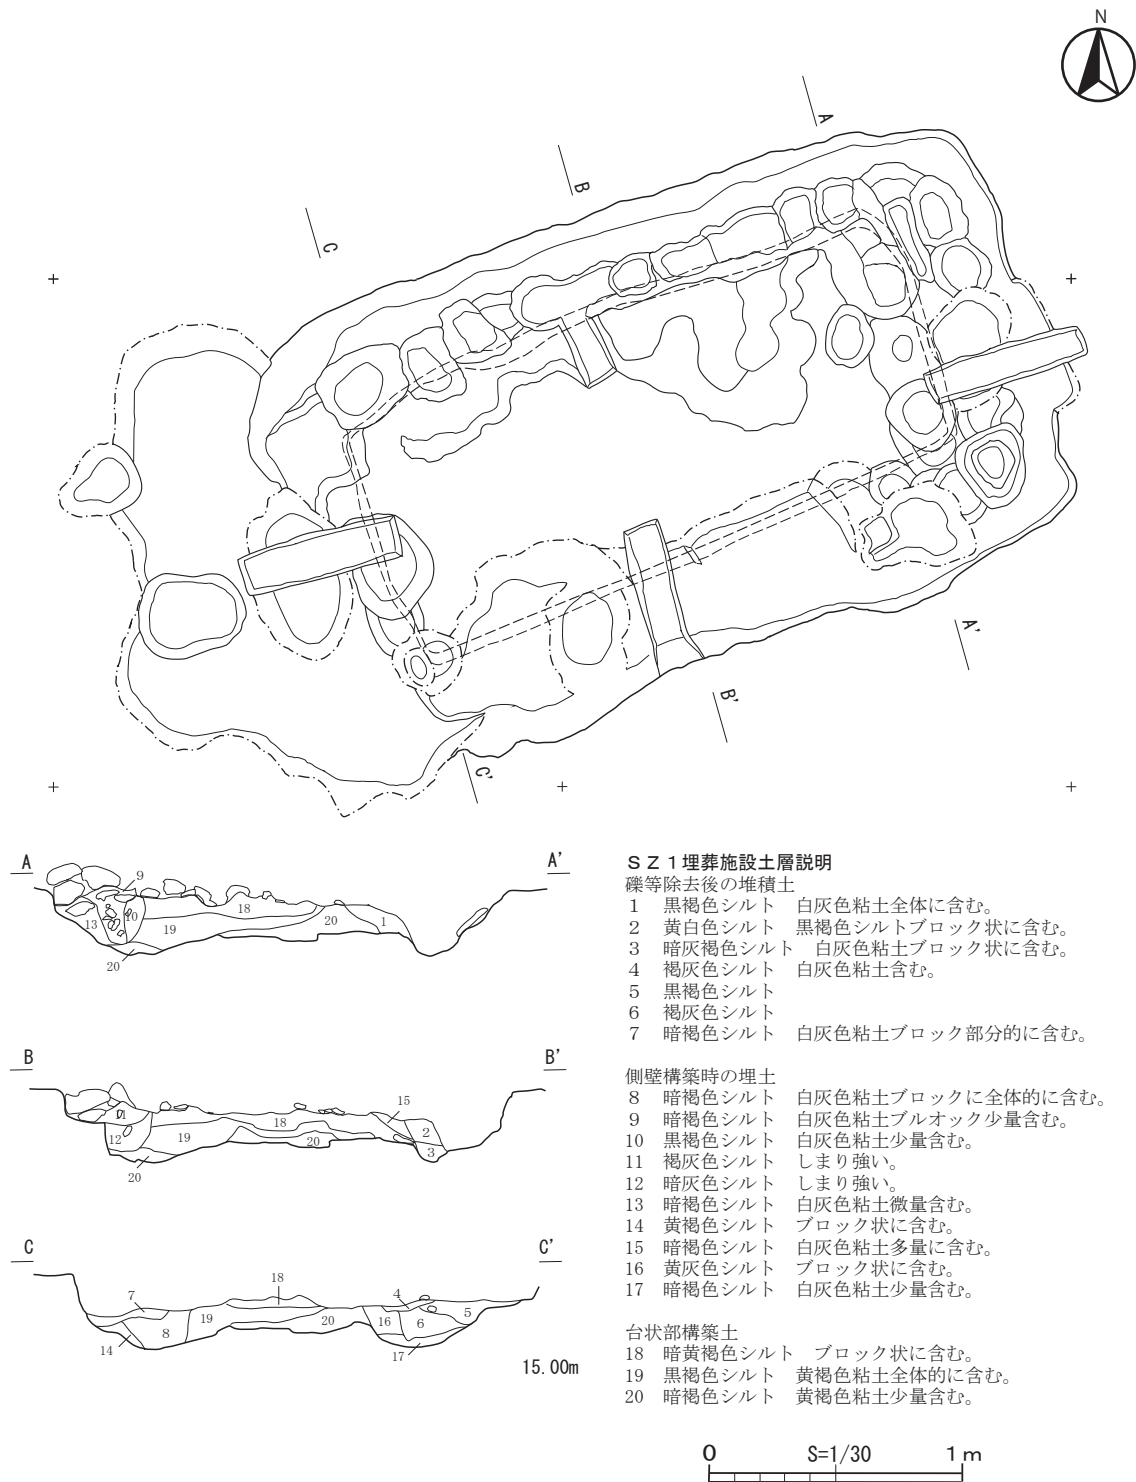 N
A
B
C
A'
B'
C'
A A'
9
18
10
13 19 20 1
20
B B'
15
11
18 2
12 19
20 3
20
C C'
18
7 4
5
19 16 6
8 20
14 17
15.00m
ＳＺ１埋葬施設土層説明
礫等除去後の堆積土
1 黒褐色シルト 白灰色粘土全体に含む。
2 黄白色シルト 黒褐色シルトブロック状に含む。
3 暗灰褐色シルト 白灰色粘土ブロック状に含む。
4 褐灰色シルト 白灰色粘土含む。
5 黒褐色シルト
6 褐灰色シルト
7 暗褐色シルト 白灰色粘土ブロック部分的に含む。
側壁構築時の埋土
8 暗褐色シルト 白灰色粘土ブロックに全体的に含む。
9 暗褐色シルト 白灰色粘土ブルオック少量含む。
10 黒褐色シルト 白灰色粘土少量含む。
11 褐灰色シルト しまり強い。
12 暗灰色シルト しまり強い。
13 暗褐色シルト 白灰色粘土微量含む。
14 黄褐色シルト ブロック状に含む。
15 暗褐色シルト 白灰色粘土多量に含む。
16 黄灰色シルト ブロック状に含む。
17 暗褐色シルト 白灰色粘土少量含む。
台状部構築土
18 暗黄褐色シルト ブロック状に含む。
19 黒褐色シルト 黄褐色粘土全体的に含む。
20 暗褐色シルト 黄褐色粘土少量含む。
0 S=1/30 1m